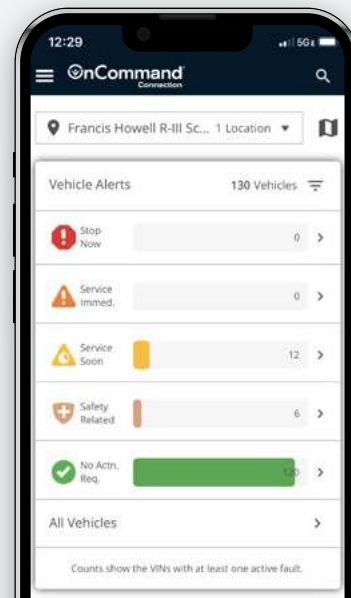 12:29
5G
OnCommand
Connection
Francis Howell R-III Sc... 1 Location
Vehicle Alerts 130 Vehicles
Stop
Now
0
Service
Immed.
0
Service
Soon
12
Safety
Related
6
No Actn.
Req.
120
All Vehicles
Counts show the VINs with at least one active fault.